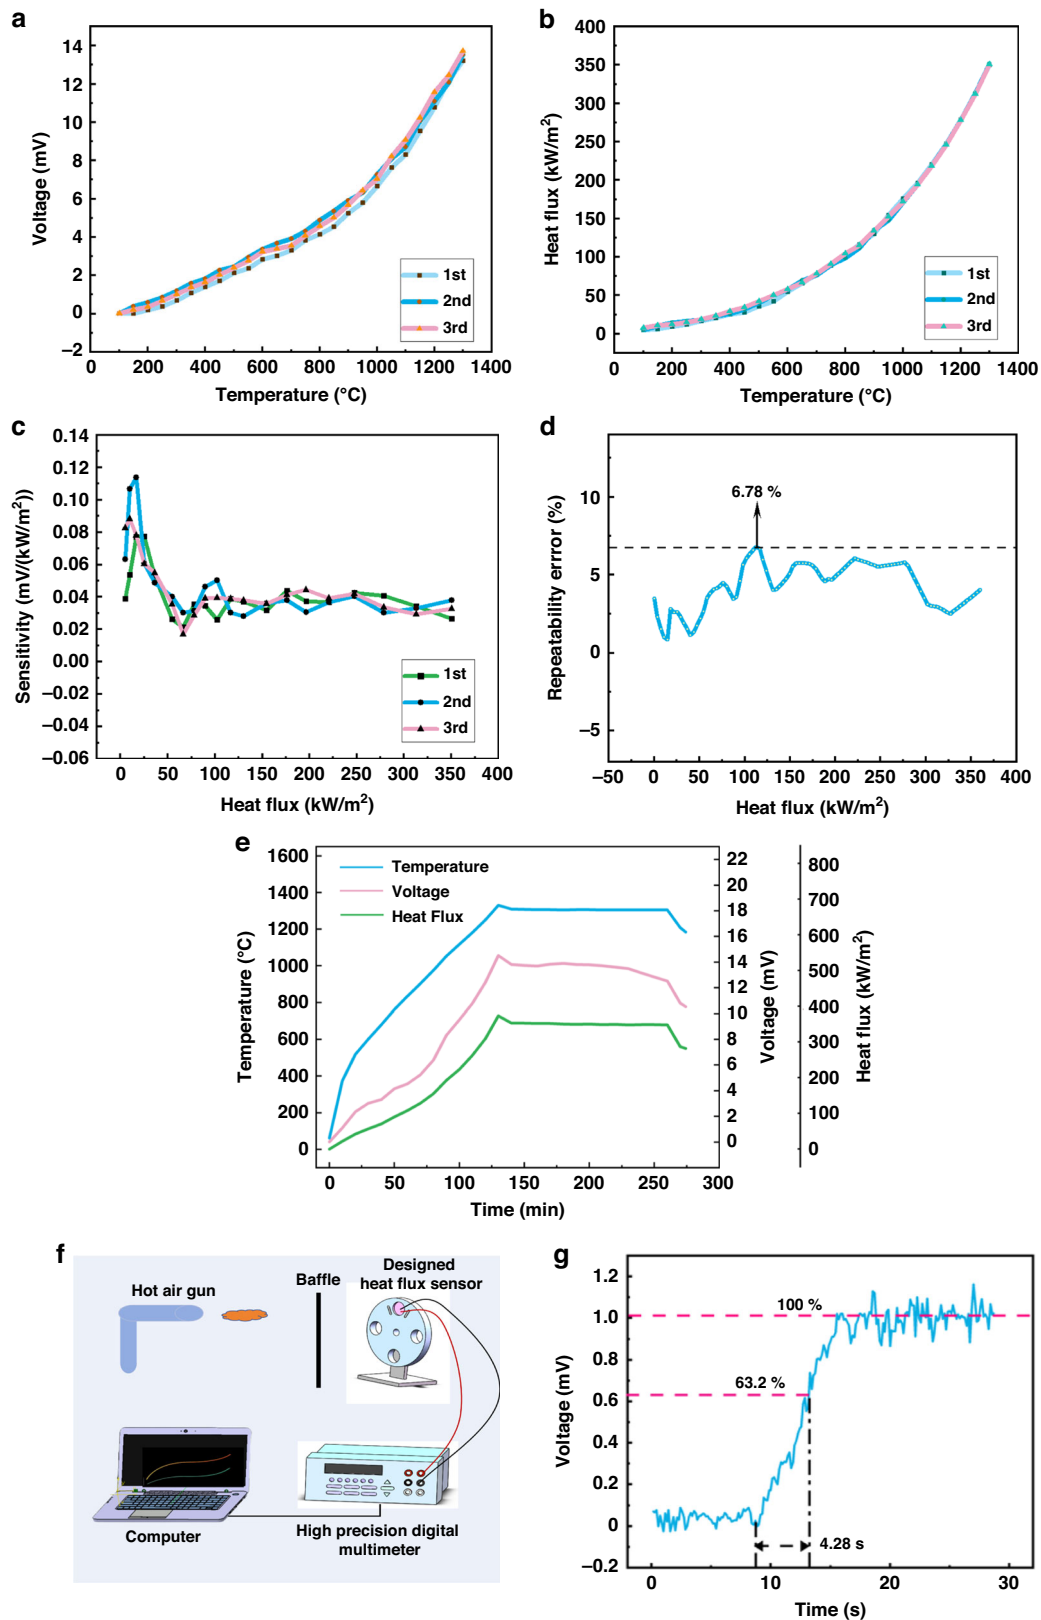 a
14
12
10
8
6
4
2
0
−2
Voltage (mV)
0 200 400 600 800 1000 1200 1400
Temperature (°C)
1st
2nd
3rd
b
400
350
300
250
200
150
100
50
0
Heat flux (kW/m²)
0 200 400 600 800 1000 1200 1400
Temperature (°C)
1st
2nd
3rd
c
0.14
0.12
0.10
0.08
0.06
0.04
0.02
0.00
−0.02
−0.04
−0.06
Sensitivity (mV/(kW/m²))
0 50 100 150 200 250 300 350 400
Heat flux (kW/m²)
1st
2nd
3rd
d
10
5
0
−5
Repeatability errror (%)
6.78 %
−50 0 50 100 150 200 250 300 350 400
Heat flux (kW/m²)
e
1600
1400
1200
1000
800
600
400
200
0
Temperature (°C)
Temperature
Voltage
Heat Flux
22
20
18
16
14
12
10
8
6
4
2
0
Voltage (mV)
800
700
600
500
400
300
200
100
0
Heat flux (kW/m²)
0 50 100 150 200 250 300
Time (min)
f
Hot air gun
Baffle
Designed
heat flux sensor
Computer
High precision digital
multimeter
g
1.2
1.0
0.8
0.6
0.4
0.2
0
−0.2
Voltage (mV)
100 %
63.2 %
4.28 s
0 10 20 30
Time (s)